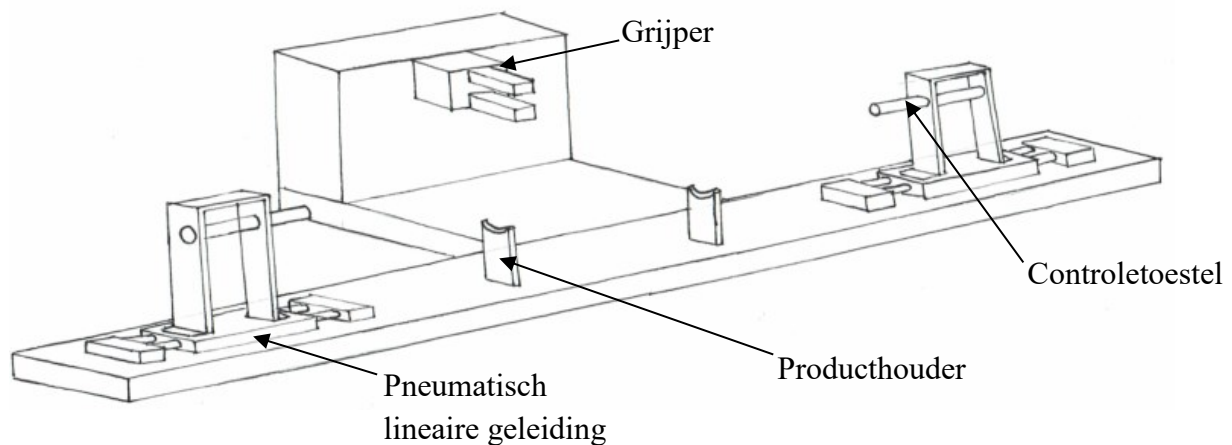 Grijper
Controletoestel
Producthouder
Pneumatisch
lineaire geleiding